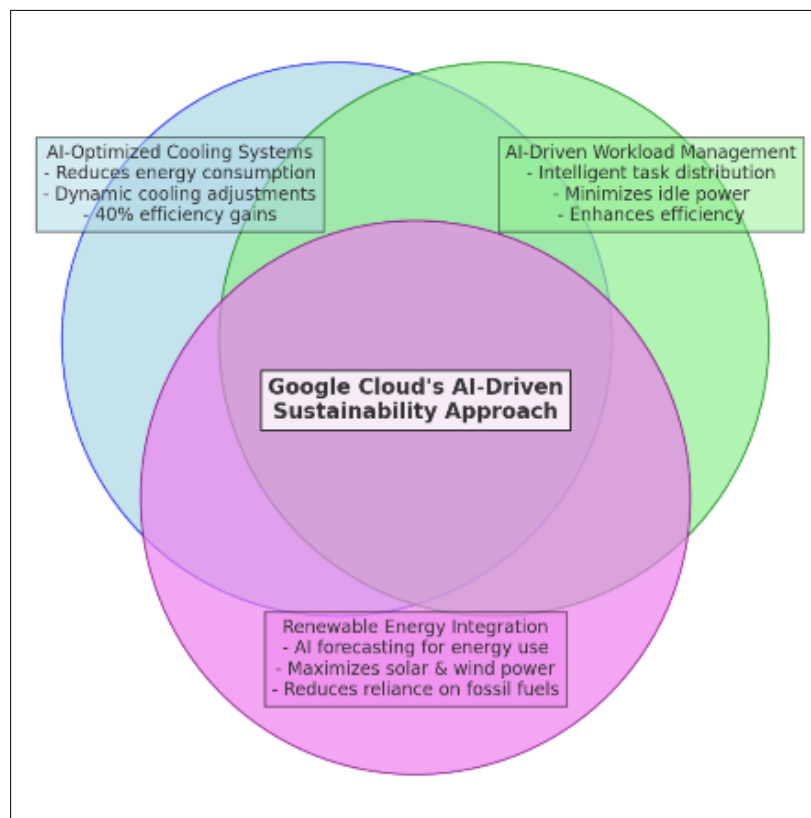 AI-Optimized Cooling Systems
- Reduces energy consumption
- Dynamic cooling adjustments
- 40% efficiency gains
AI-Driven Workload Management
- Intelligent task distribution
- Minimizes idle power
- Enhances efficiency
Google Cloud's AI-Driven
Sustainability Approach
Renewable Energy Integration
- AI forecasting for energy use
- Maximizes solar & wind power
- Reduces reliance on fossil fuels